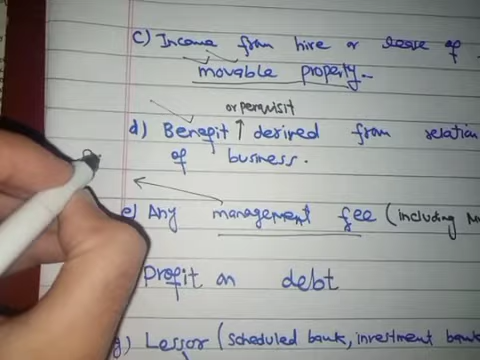 c) Income from hire or lease of
movable property.
or perquisit
d) Benefit ↑ derived from relation
of business.
e) Any management fee (including
Profit on debt
g) Lessor (scheduled bank, investment bank